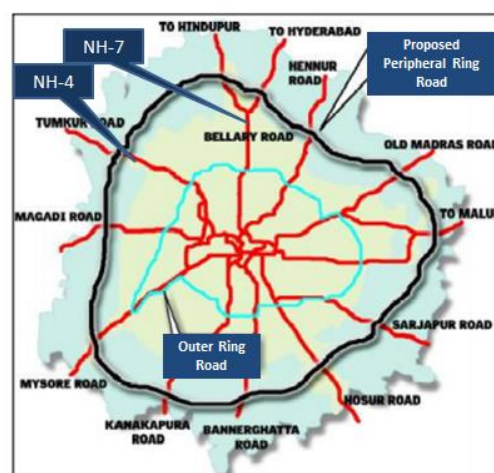 TO HINDUPUR
TO HYDERABAD
NH-7
Proposed
Peripheral Ring
Road
HENNUR
ROAD
NH-4
TUMKUR ROAD
BELLARY ROAD
OLD MADRAS ROAD
MAGADI ROAD
TO MALU
SARJAPUR ROAD
Outer Ring
Road
MYSORE ROAD
HOSUR ROAD
KANAKAPURA
ROAD
BANNERGHATTA
ROAD